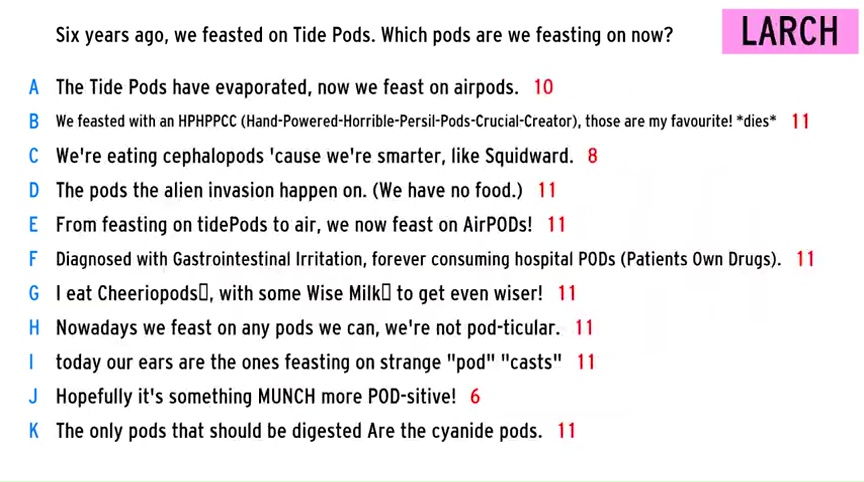 Six years ago, we feasted on Tide Pods. Which pods are we feasting on now?
LARCH
A The Tide Pods have evaporated, now we feast on airpods. 10
B We feasted with an HPHPPCC (Hand-Powered-Horrible-Persil-Pods-Crucial-Creator), those are my favourite! *dies* 11
C We're eating cephalopods 'cause we're smarter, like Squidward. 8
D The pods the alien invasion happen on. (We have no food.) 11
E From feasting on tidePods to air, we now feast on AirPODs! 11
F Diagnosed with Gastrointestinal Irritation, forever consuming hospital PODs (Patients Own Drugs). 11
G I eat Cheeriopods▯, with some Wise Milk▯ to get even wiser! 11
H Nowadays we feast on any pods we can, we're not pod-ticular. 11
I today our ears are the ones feasting on strange "pod" "casts" 11
J Hopefully it's something MUNCH more POD-sitive! 6
K The only pods that should be digested Are the cyanide pods. 11